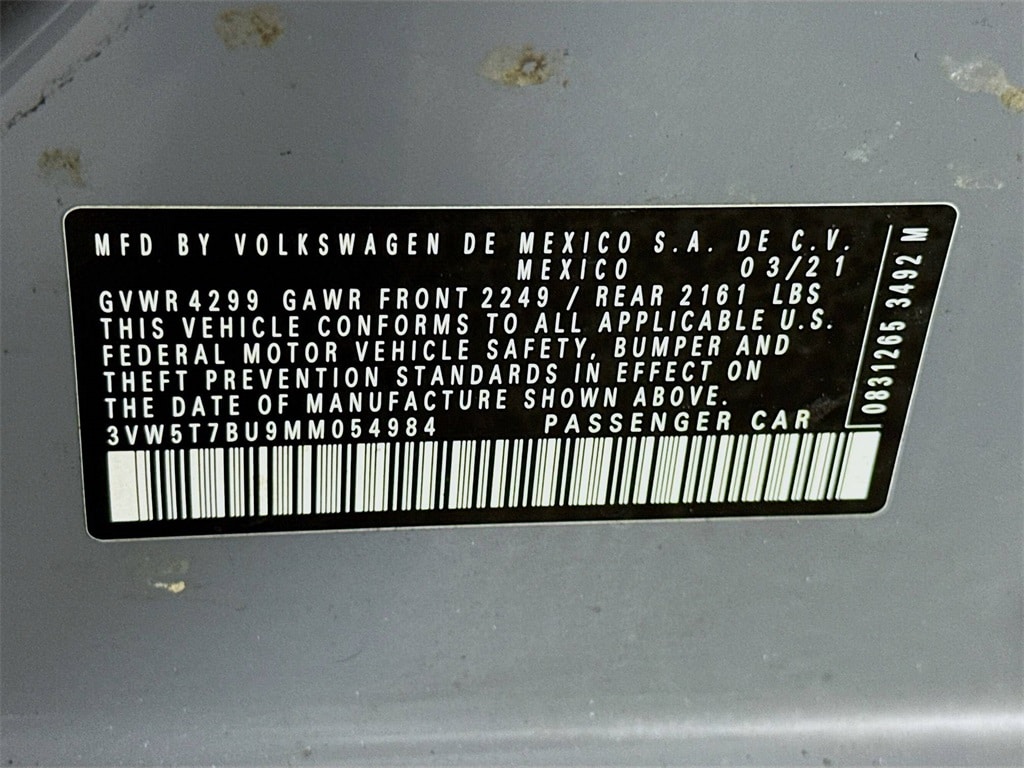 MFD BY VOLKSWAGEN DE MEXICO S.A. DE C.V.
MEXICO 03/21
GVWR 4299 GAWR FRONT 2249 / REAR 2161 LBS
THIS VEHICLE CONFORMS TO ALL APPLICABLE U.S.
FEDERAL MOTOR VEHICLE SAFETY, BUMPER AND
THEFT PREVENTION STANDARDS IN EFFECT ON
THE DATE OF MANUFACTURE SHOWN ABOVE.
3VW5T7BU9MM054984 PASSENGER CAR
0831265 3492 M